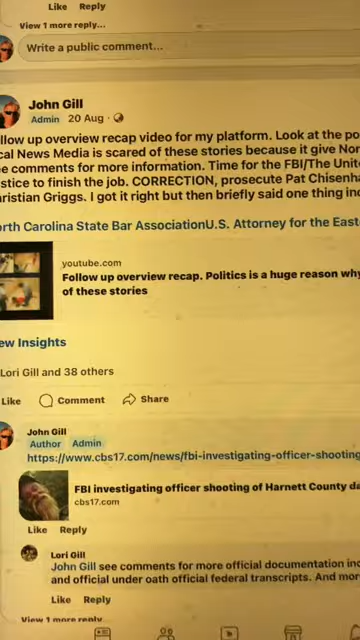 Like Reply
View 1 more reply...
Write a public comment...
John Gill
Admin 20 Aug
llow up overview recap video for my platform. Look at the po
cal News Media is scared of these stories because it give Nor
e comments for more information. Time for the FBI/The Unit
stice to finish the job. CORRECTION, prosecute Pat Chisenha
ristian Griggs. I got it right but then briefly said one thing inc
orth Carolina State Bar AssociationU.S. Attorney for the East
youtube.com
Follow up overview recap. Politics is a huge reason why
of these stories
ew Insights
Lori Gill and 38 others
Like Comment Share
John Gill
Author Admin
https://www.cbs17.com/news/fbi-investigating-officer-shooting
FBI investigating officer shooting of Harnett County da
cbs17.com
Like Reply
Lori Gill
John Gill see comments for more official documentation inc
and official under oath official federal transcripts. And mor
Like Reply
View 1 more reply